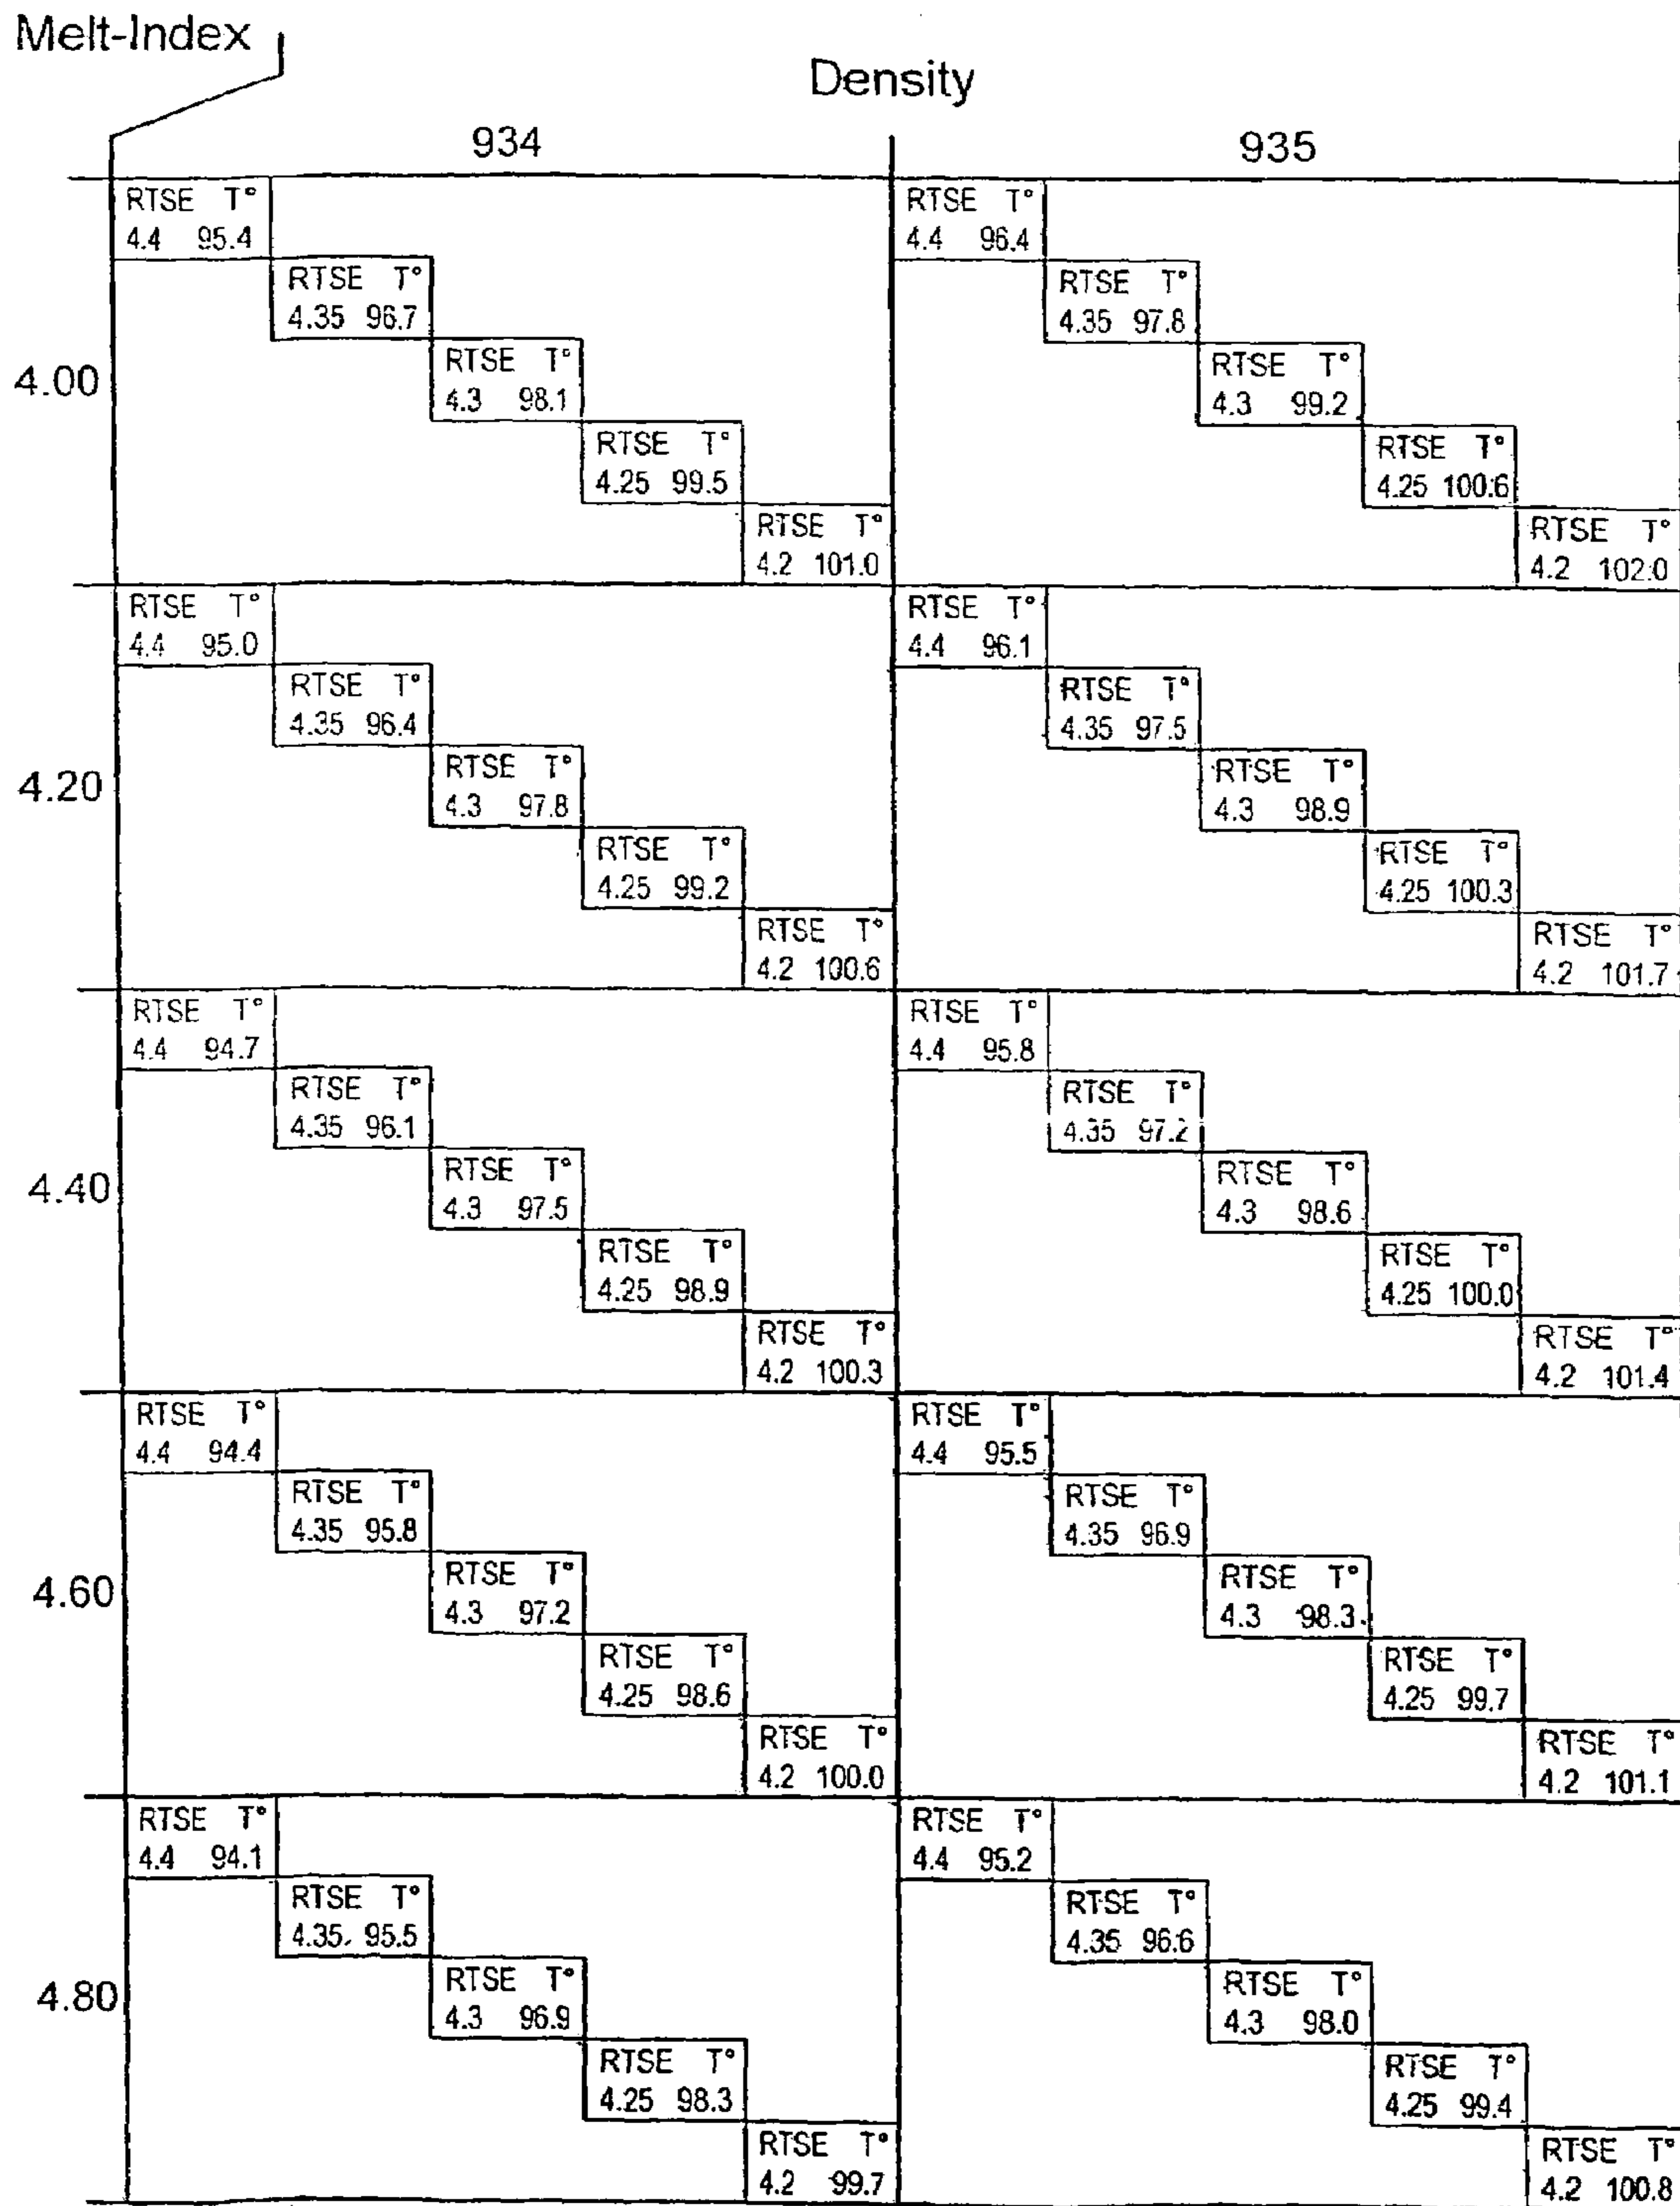 Melt-Index
Density
934 935
RTSE T° RTSE T°
4.4 95.4 4.4 96.4
RTSE T° RTSE T°
4.35 96.7 4.35 97.8
4.00
RTSE T° RTSE T°
4.3 98.1 4.3 99.2
RTSE T° RTSE T°
4.25 99.5 4.25 100.6
RTSE T° RTSE T°
4.2 101.0 4.2 102.0
RTSE T° RTSE T°
4.4 95.0 4.4 96.1
RTSE T° RTSE T°
4.35 96.4 4.35 97.5
4.20
RTSE T° RTSE T°
4.3 97.8 4.3 98.9
RTSE T° RTSE T°
4.25 99.2 4.25 100.3
RTSE T° RTSE T°
4.2 100.6 4.2 101.7
RTSE T° RTSE T°
4.4 94.7 4.4 95.8
RTSE T° RTSE T°
4.35 96.1 4.35 97.2
4.40
RTSE T° RTSE T°
4.3 97.5 4.3 98.6
RTSE T° RTSE T°
4.25 98.9 4.25 100.0
RTSE T° RTSE T°
4.2 100.3 4.2 101.4
RTSE T° RTSE T°
4.4 94.4 4.4 95.5
RTSE T° RTSE T°
4.35 95.8 4.35 96.9
4.60
RTSE T° RTSE T°
4.3 97.2 4.3 98.3
RTSE T° RTSE T°
4.25 98.6 4.25 99.7
RTSE T° RTSE T°
4.2 100.0 4.2 101.1
RTSE T° RTSE T°
4.4 94.1 4.4 95.2
RTSE T° RTSE T°
4.35 95.5 4.35 96.6
4.80
RTSE T° RTSE T°
4.3 96.9 4.3 98.0
RTSE T° RTSE T°
4.25 98.3 4.25 99.4
RTSE T° RTSE T°
4.2 99.7 4.2 100.8